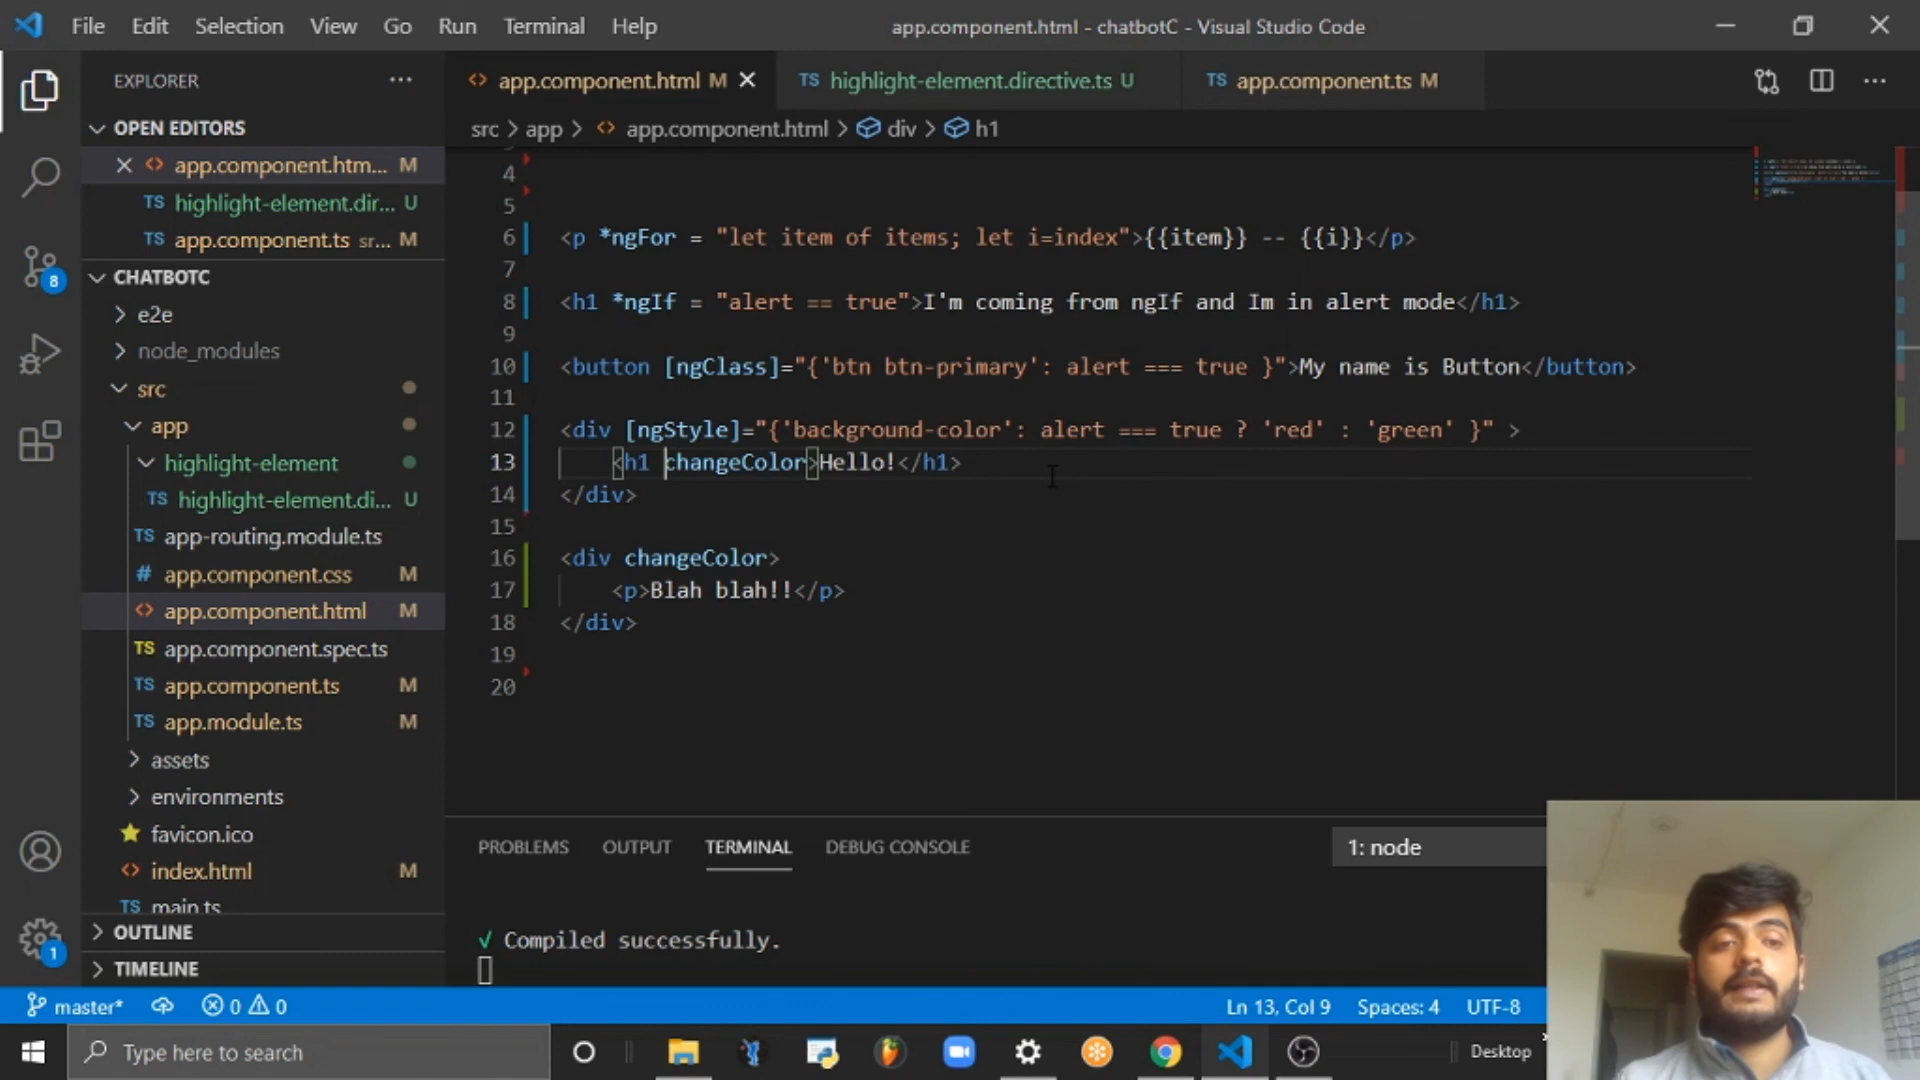 File Edit Selection View Go Run Terminal Help
app.component.html - chatbotC - Visual Studio Code
EXPLORER
OPEN EDITORS
app.component.htm... M
TS highlight-element.dir... U
TS app.component.ts sr... M
CHATBOTC
e2e
node_modules
src
app
highlight-element
TS highlight-element.di... U
TS app-routing.module.ts
# app.component.css M
<> app.component.html M
TS app.component.spec.ts
TS app.component.ts M
TS app.module.ts M
assets
environments
favicon.ico
<> index.html M
TS main.ts
OUTLINE
TIMELINE
<> app.component.html M
TS highlight-element.directive.ts U
TS app.component.ts M
src > app > <> app.component.html > div > h1
4
5
6 <p *ngFor = "let item of items; let i=index">{{item}} -- {{i}}</p>
7
8 <h1 *ngIf = "alert == true">I'm coming from ngIf and Im in alert mode</h1>
9
10 <button [ngClass]="{'btn btn-primary': alert === true }">My name is Button</button>
11
12 <div [ngStyle]="{'background-color': alert === true ? 'red' : 'green' }" >
13 <h1 changeColor>Hello!</h1>
14 </div>
15
16 <div changeColor>
17 <p>Blah blah!!</p>
18 </div>
19
20
PROBLEMS OUTPUT TERMINAL DEBUG CONSOLE
1: node
√ Compiled successfully.
8
1
master* 0 0
Ln 13, Col 9 Spaces: 4 UTF-8
Type here to search
Desktop